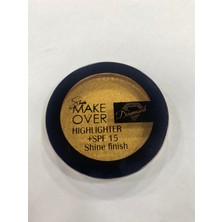 MAKE
OVER
HIGHLIGHTER
+SPF 15
Shine finish